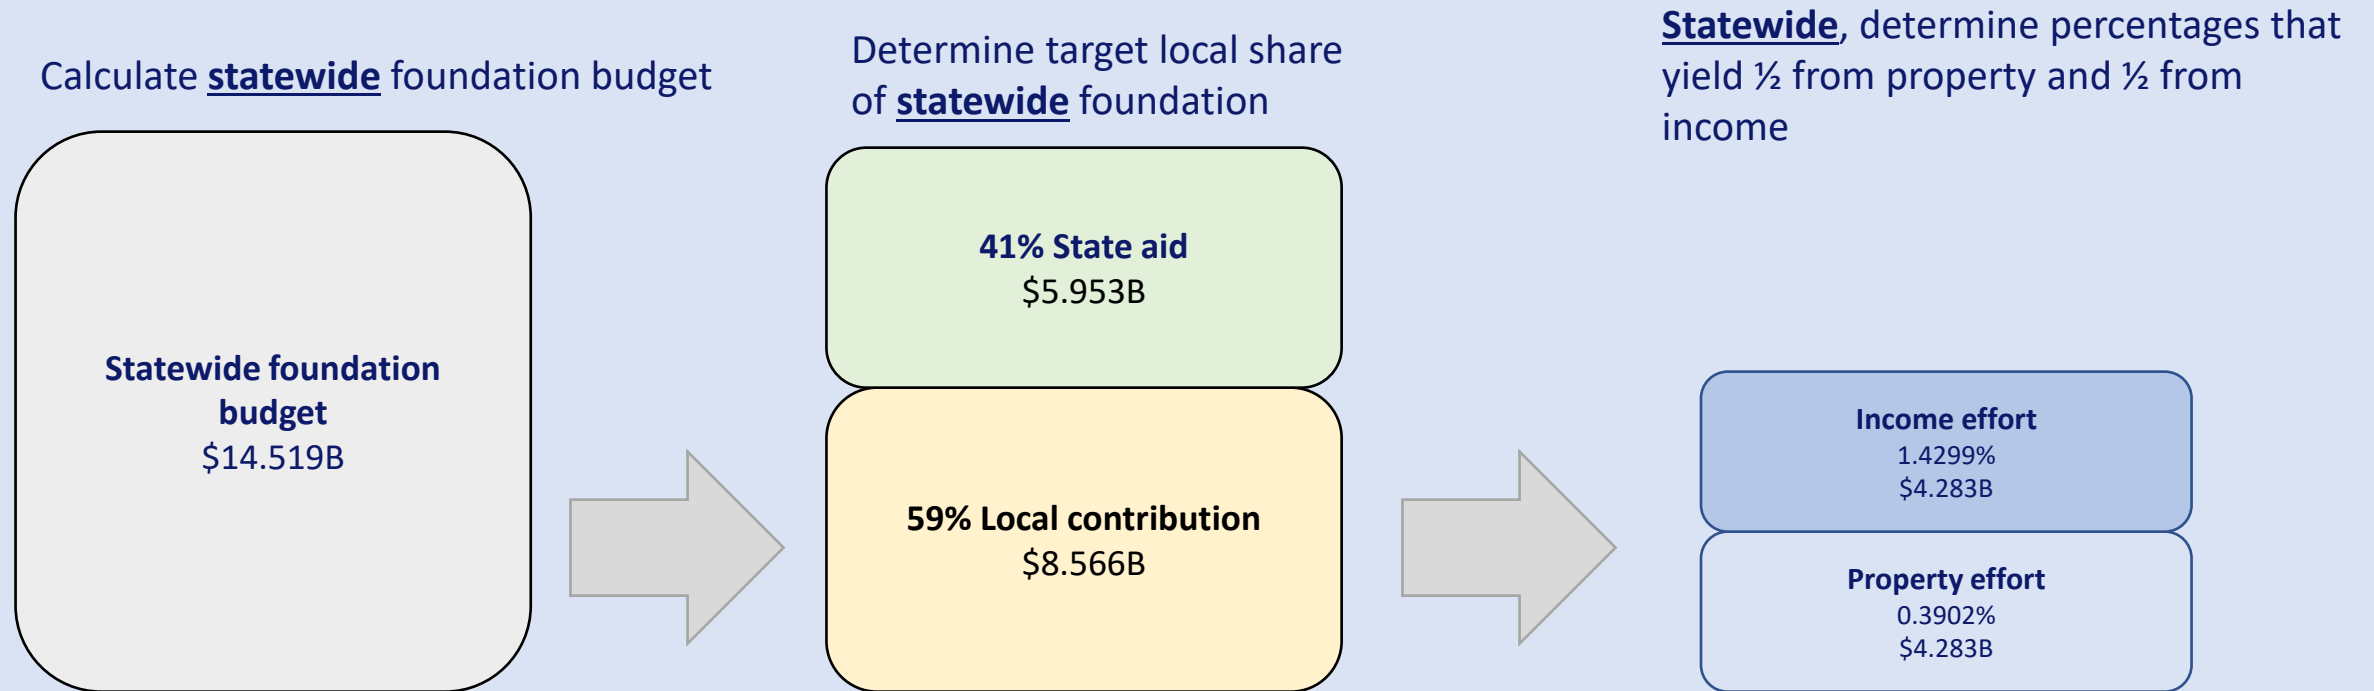 Calculate statewide foundation budget
Statewide foundation
budget
$14.519B
Determine target local share
of statewide foundation
41% State aid
$5.953B
59% Local contribution
$8.566B
Statewide, determine percentages that
yield ½ from property and ½ from
income
Income effort
1.4299%
$4.283B
Property effort
0.3902%
$4.283B